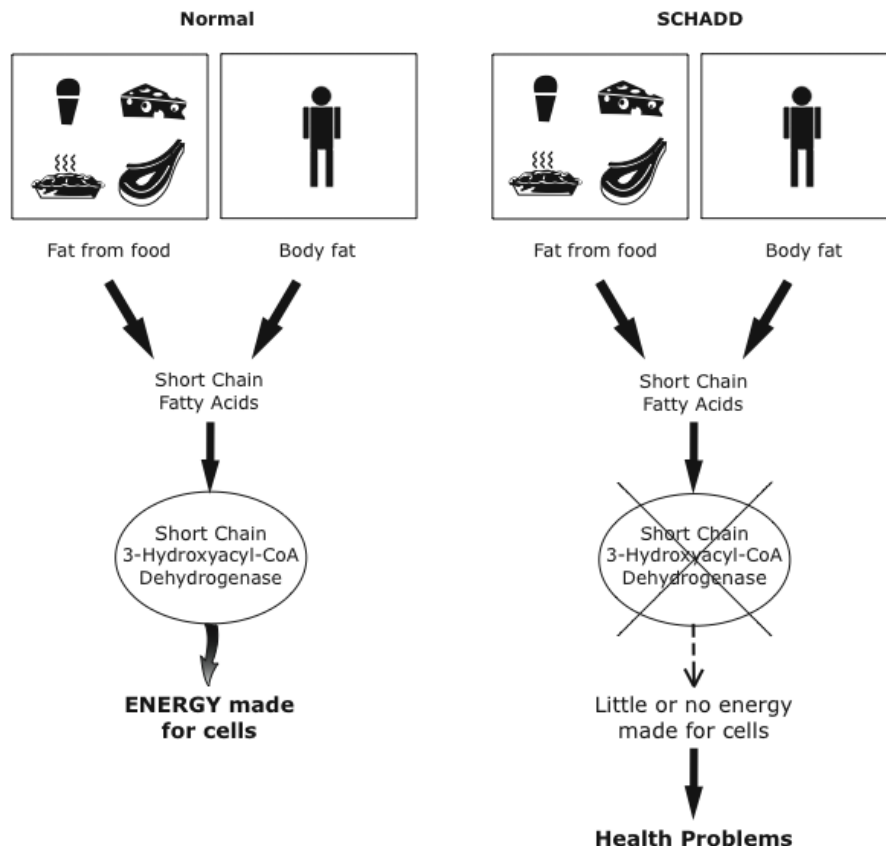 Normal
Fat from food
Body fat
Short Chain
Fatty Acids
Short Chain
3-Hydroxyacyl-CoA
Dehydrogenase
ENERGY made
for cells
SCHADD
Fat from food
Body fat
Short Chain
Fatty Acids
Short Chain
3-Hydroxyacyl-CoA
Dehydrogenase
Little or no energy
made for cells
Health Problems